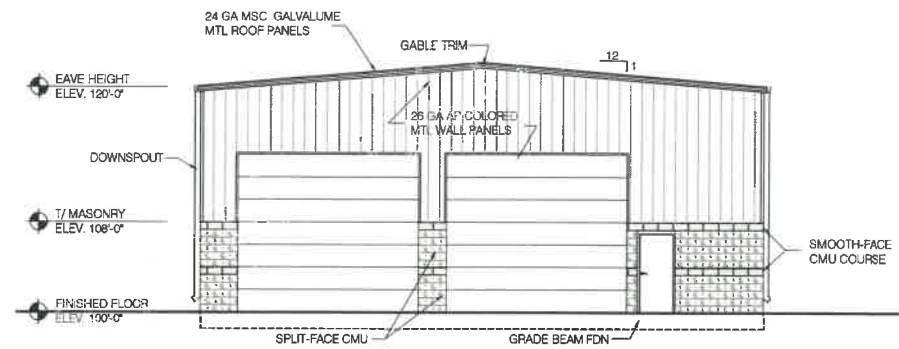 24 GA MSC GALVALUME
MTL ROOF PANELS
GABLE TRIM
12
1
EAVE HEIGHT
ELEV. 120'-0"
26 GA AP COLORED
MTL WALL PANELS
DOWNSPOUT
T/ MASONRY
ELEV. 108'-0"
SMOOTH-FACE
CMU COURSE
FINISHED FLOOR
ELEV. 100'-0"
SPLIT-FACE CMU
GRADE BEAM FDN